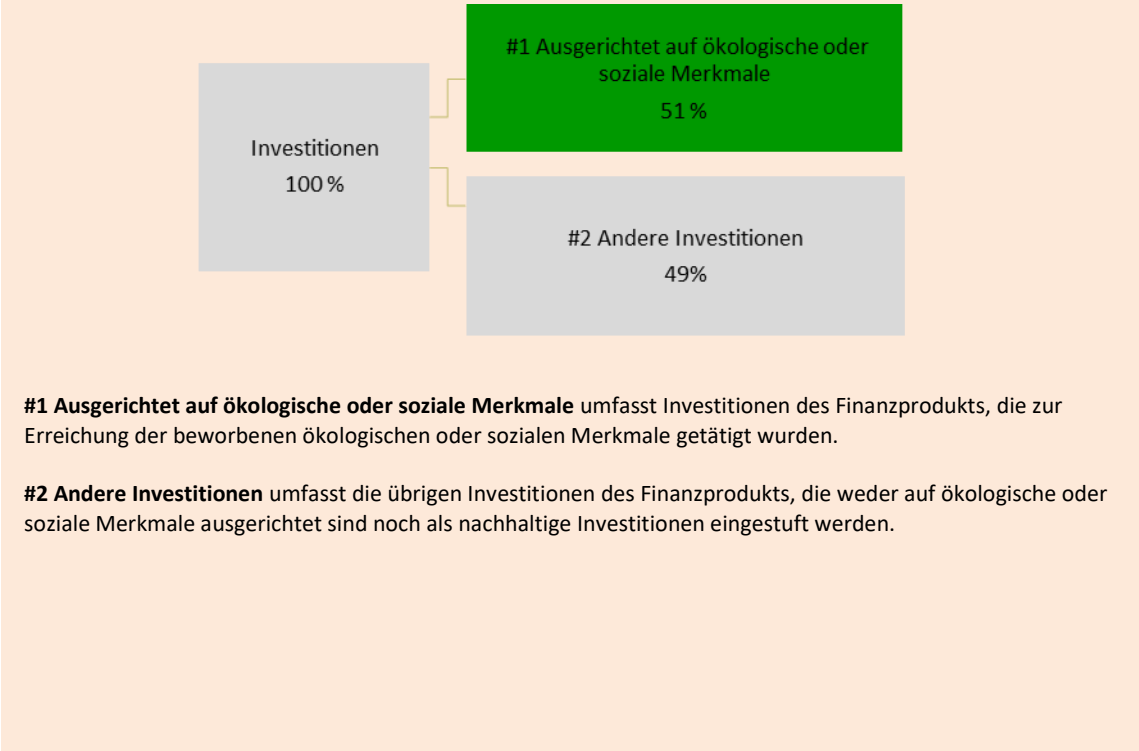 #1 Ausgerichtet auf ökologische oder
soziale Merkmale
51 %
Investitionen
100 %
#2 Andere Investitionen
49%
#1 Ausgerichtet auf ökologische oder soziale Merkmale umfasst Investitionen des Finanzprodukts, die zur
Erreichung der beworbenen ökologischen oder sozialen Merkmale getätigt wurden.
#2 Andere Investitionen umfasst die übrigen Investitionen des Finanzprodukts, die weder auf ökologische oder
soziale Merkmale ausgerichtet sind noch als nachhaltige Investitionen eingestuft werden.